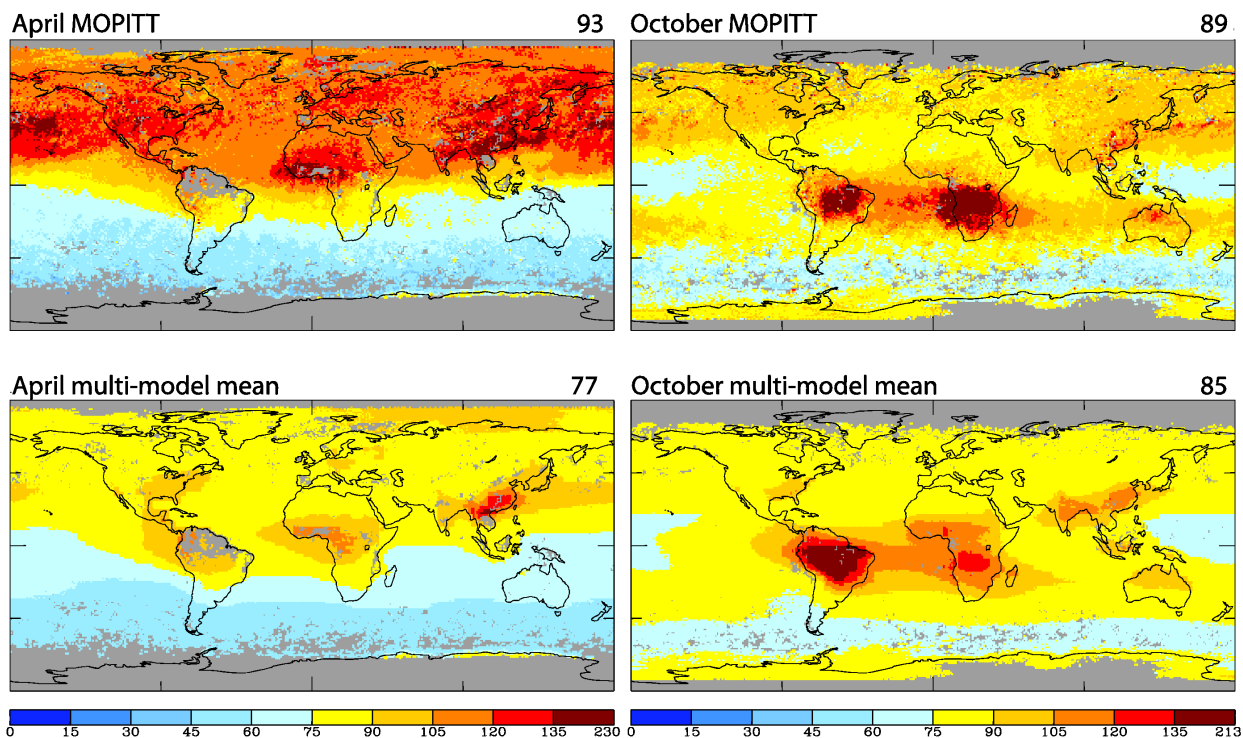 April MOPITT 93
October MOPITT 89
April multi-model mean 77
October multi-model mean 85
0 15 30 45 60 75 90 105 120 135 230
0 15 30 45 60 75 90 105 120 135 213